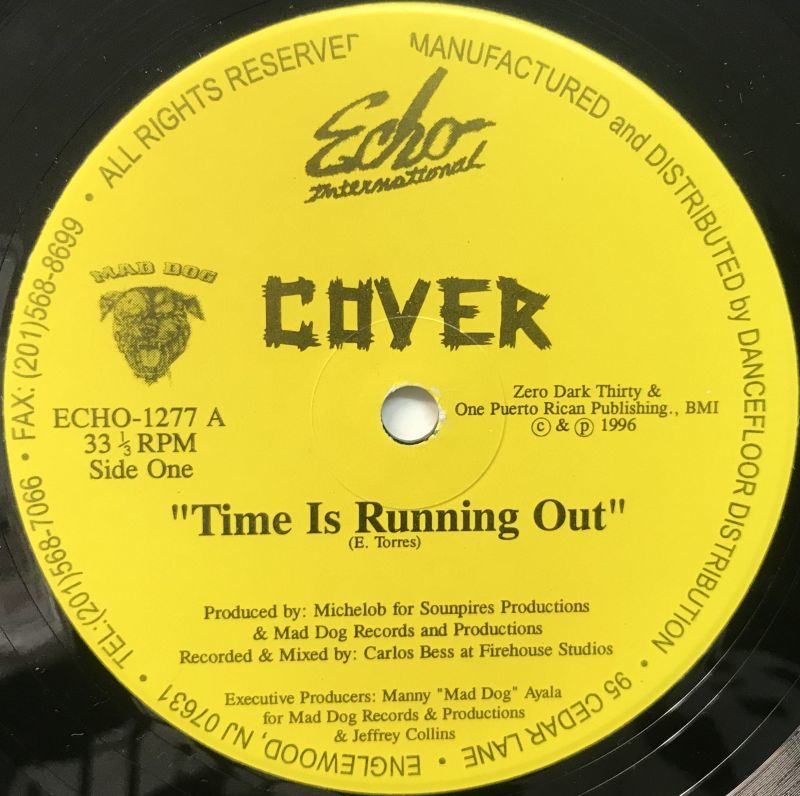 Echo
International
MAD DOG
COVER
ECHO-1277 A
33 ⅓ RPM
Side One
Zero Dark Thirty &
One Puerto Rican Publishing., BMI
© & ℗ 1996
"Time Is Running Out"
(E. Torres)
Produced by: Michelob for Sounpires Productions
& Mad Dog Records and Productions
Recorded & Mixed by: Carlos Bess at Firehouse Studios
Executive Producers: Manny "Mad Dog" Ayala
for Mad Dog Records & Productions
& Jeffrey Collins
MANUFACTURED and DISTRIBUTED by DANCEFLOOR DISTRIBUTION • 95 CEDAR LANE • ENGLEWOOD, NJ 07631 • TEL:(201)568-7066 • FAX: (201)568-8699 • ALL RIGHTS RESERVED